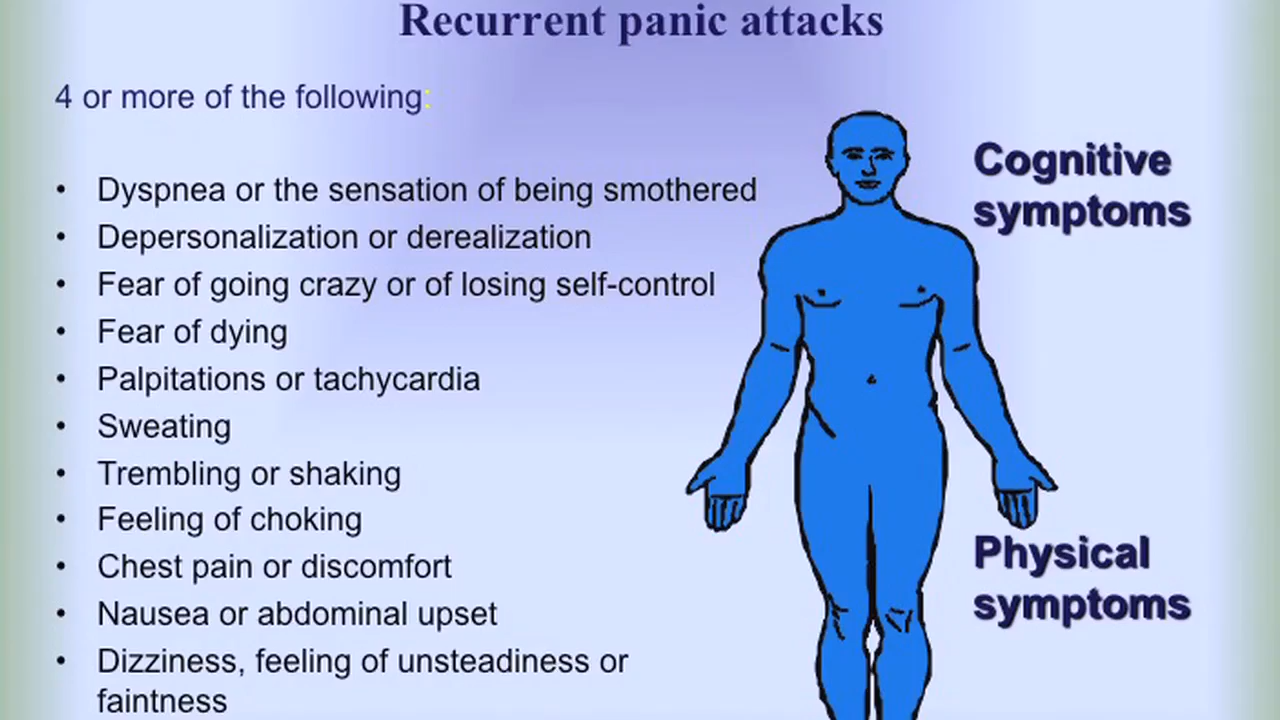 Recurrent panic attacks
4 or more of the following:
• Dyspnea or the sensation of being smothered
• Depersonalization or derealization
• Fear of going crazy or of losing self-control
• Fear of dying
• Palpitations or tachycardia
• Sweating
• Trembling or shaking
• Feeling of choking
• Chest pain or discomfort
• Nausea or abdominal upset
• Dizziness, feeling of unsteadiness or
faintness
Cognitive
symptoms
Physical
symptoms